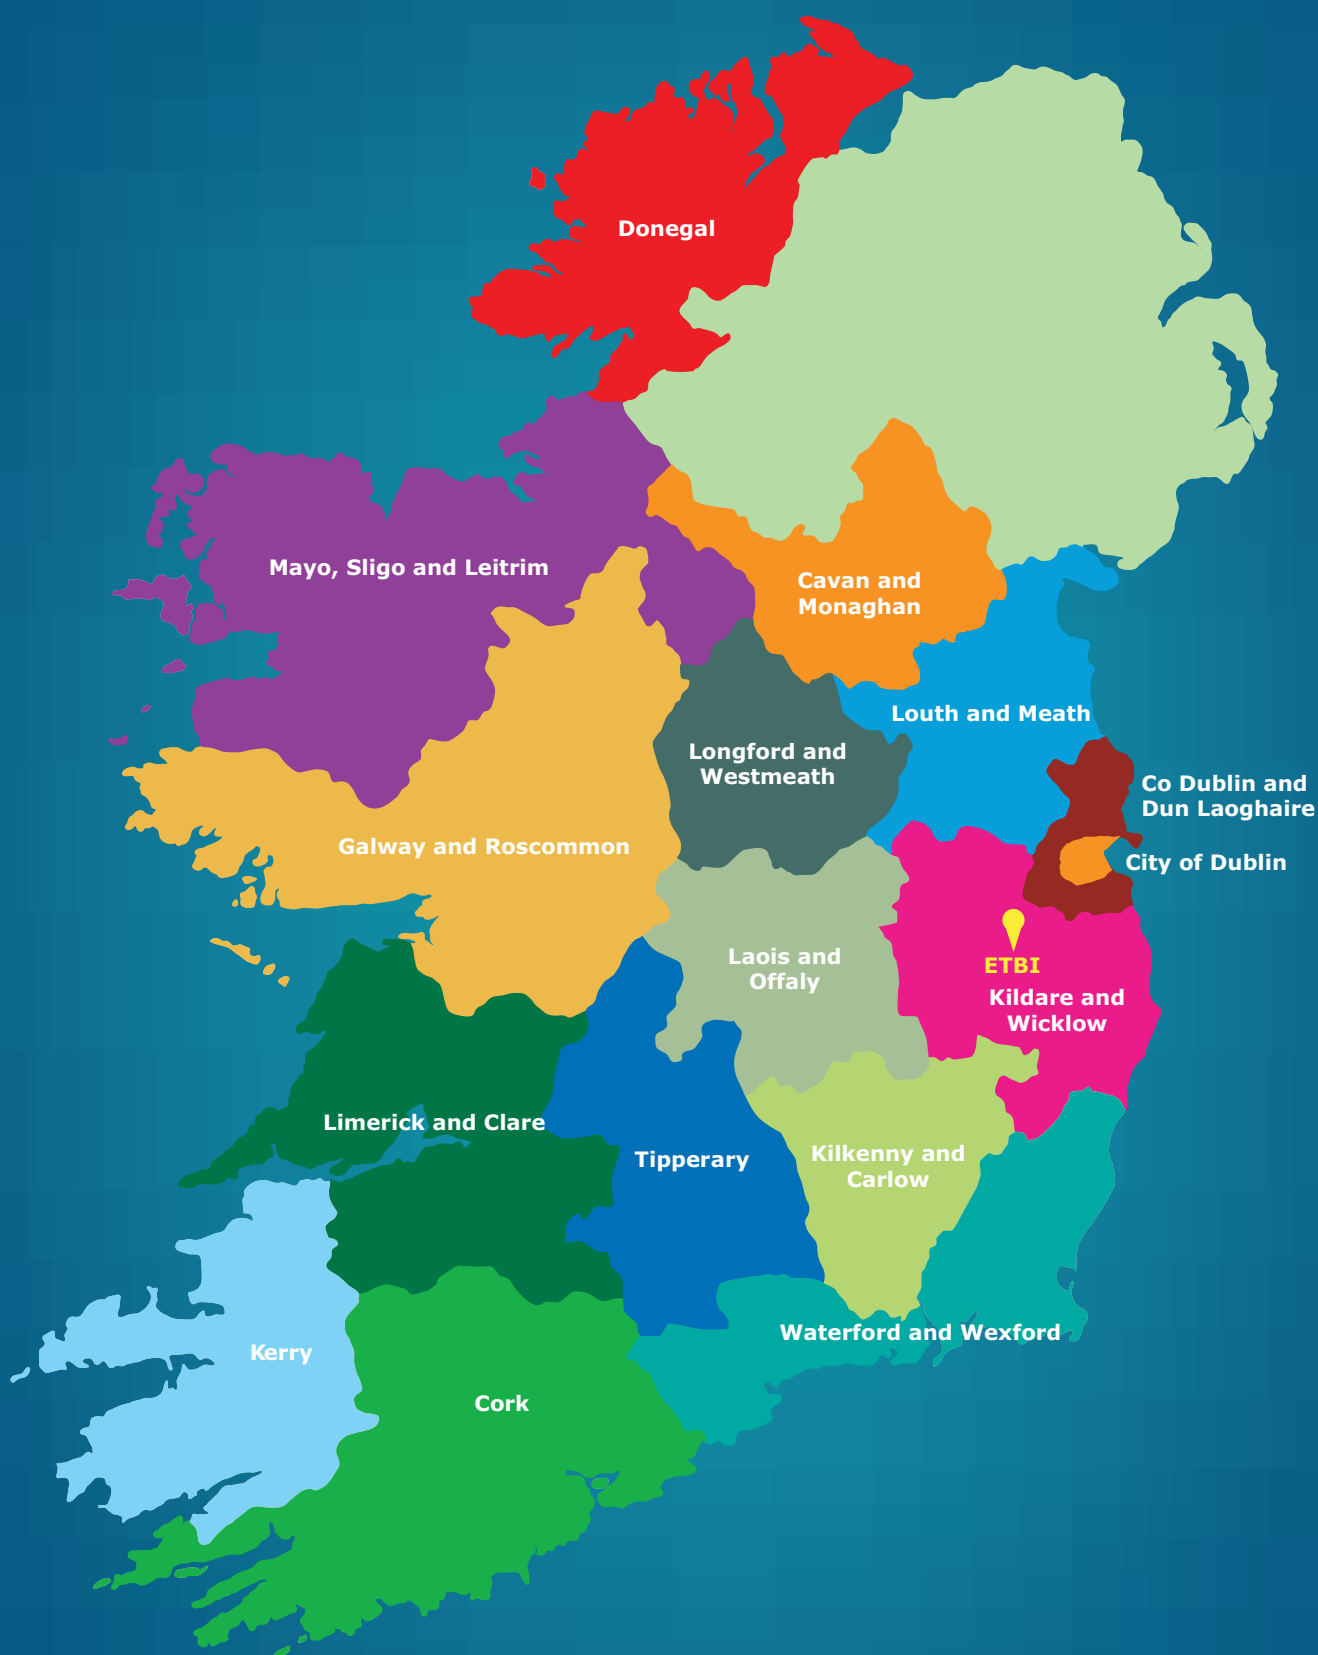 Donegal
Mayo, Sligo and Leitrim
Cavan and
Monaghan
Louth and Meath
Longford and
Westmeath
Co Dublin and
Dun Laoghaire
Galway and Roscommon
City of Dublin
Laois and
Offaly
ETBI
Kildare and
Wicklow
Limerick and Clare
Tipperary
Kilkenny and
Carlow
Waterford and Wexford
Kerry
Cork